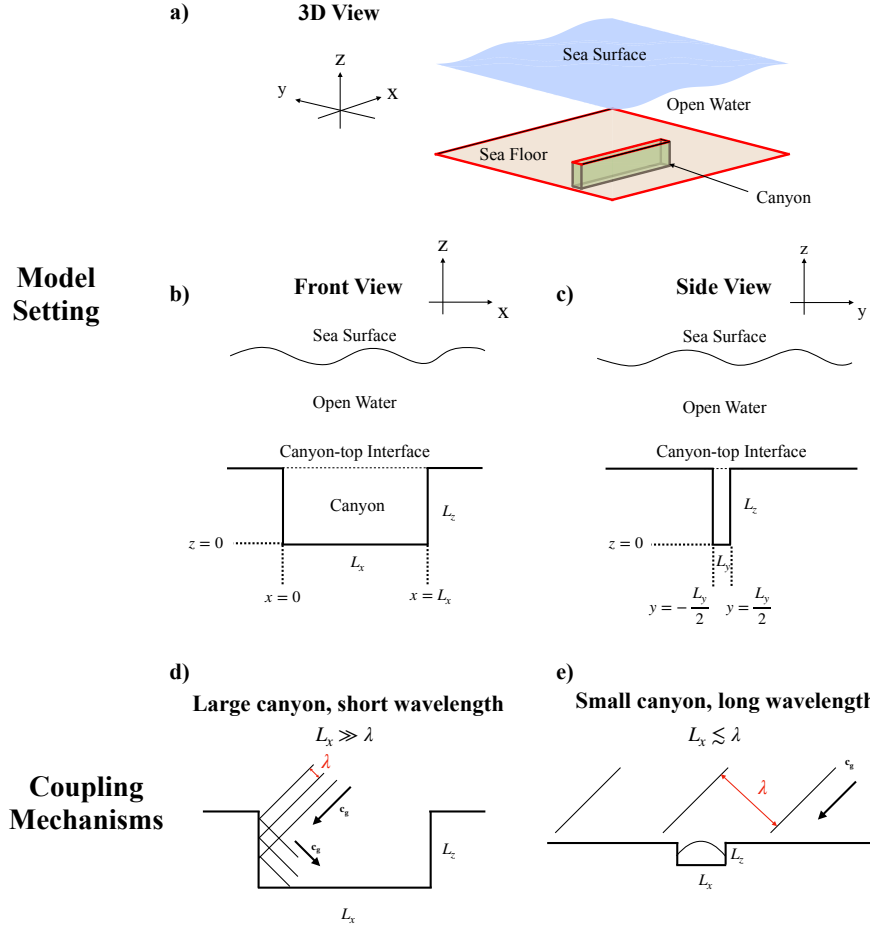 a)
3D View
z
y
x
Sea Surface
Open Water
Sea Floor
Canyon
Model
Setting
b)
Front View
z
x
Sea Surface
Open Water
Canyon-top Interface
Canyon
L_z
z = 0
L_x
x = 0
x = L_x
c)
Side View
z
y
Sea Surface
Open Water
Canyon-top Interface
L_z
z = 0
L_y
y = -L_y/2
y = L_y/2
Coupling
Mechanisms
d)
Large canyon, short wavelength
L_x ≫ λ
λ
c_g
c_g
L_z
L_x
e)
Small canyon, long wavelength
L_x ≲ λ
c_g
λ
L_z
L_x